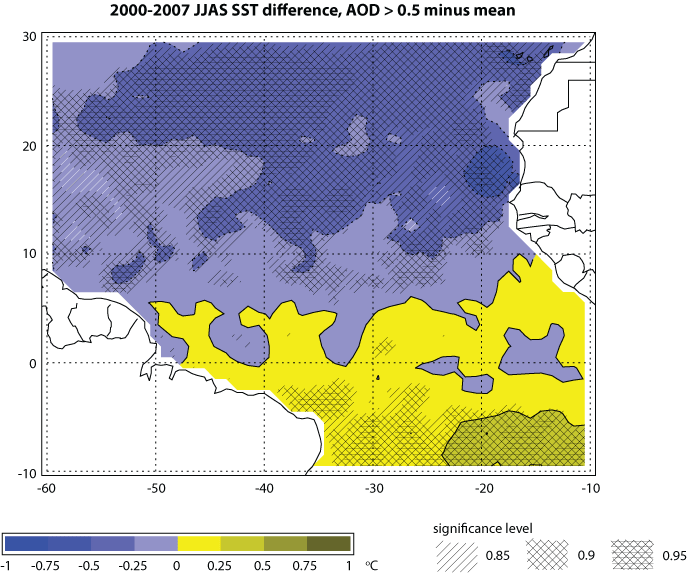 2000-2007 JJAS SST difference, AOD > 0.5 minus mean
30
20
10
0
-10
-60 -50 -40 -30 -20 -10
significance level
-1 -0.75 -0.5 -0.25 0 0.25 0.5 0.75 1 °C
0.85 0.9 0.95